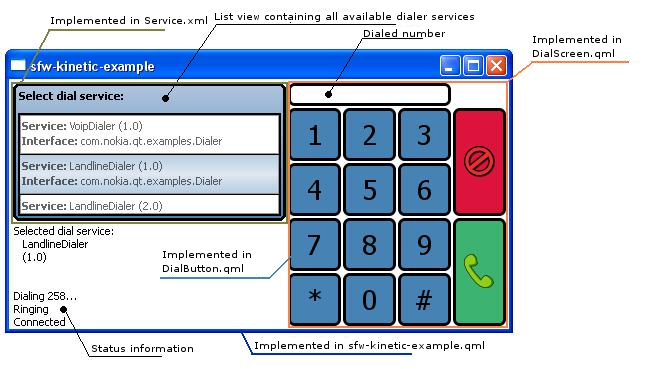 Implemented in Service.xml
List view containing all available dialer services
Dialed number
Implemented in
DialScreen.qml
sfw-kinetic-example
Select dial service:
Service: VoipDialer (1.0)
Interface: com.nokia.qt.examples.Dialer
Service: LandlineDialer (1.0)
Interface: com.nokia.qt.examples.Dialer
Service: LandlineDialer (2.0)
1 2 3
4 5 6
7 8 9
* 0 #
Selected dial service:
LandlineDialer
(1.0)
Implemented in
DialButton.qml
Dialing 258...
Ringing
Connected
Status information
Implemented in sfw-kinetic-example.qml